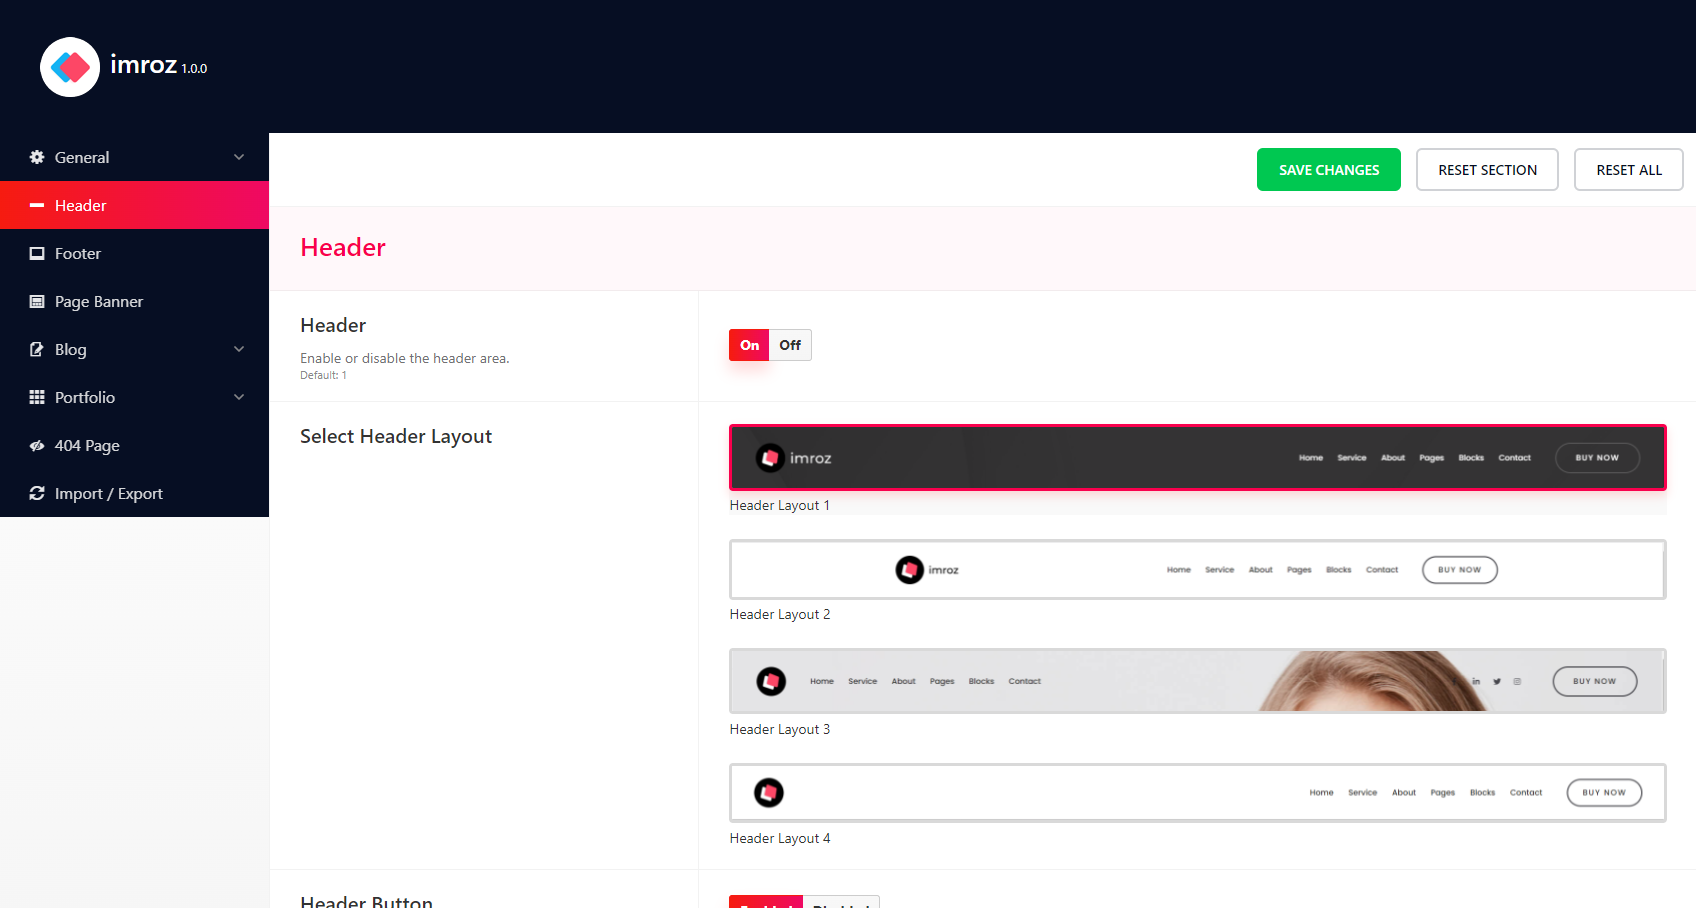 imroz 1.0.0
General
Header
Footer
Page Banner
Blog
Portfolio
404 Page
Import / Export
SAVE CHANGES
RESET SECTION
RESET ALL
Header
Header
Enable or disable the header area.
Default: 1
On Off
Select Header Layout
imroz Home Service About Pages Blocks Contact BUY NOW
Header Layout 1
imroz Home Service About Pages Blocks Contact BUY NOW
Header Layout 2
Home Service About Pages Blocks Contact in BUY NOW
Header Layout 3
Home Service About Pages Blocks Contact BUY NOW
Header Layout 4
Header Button